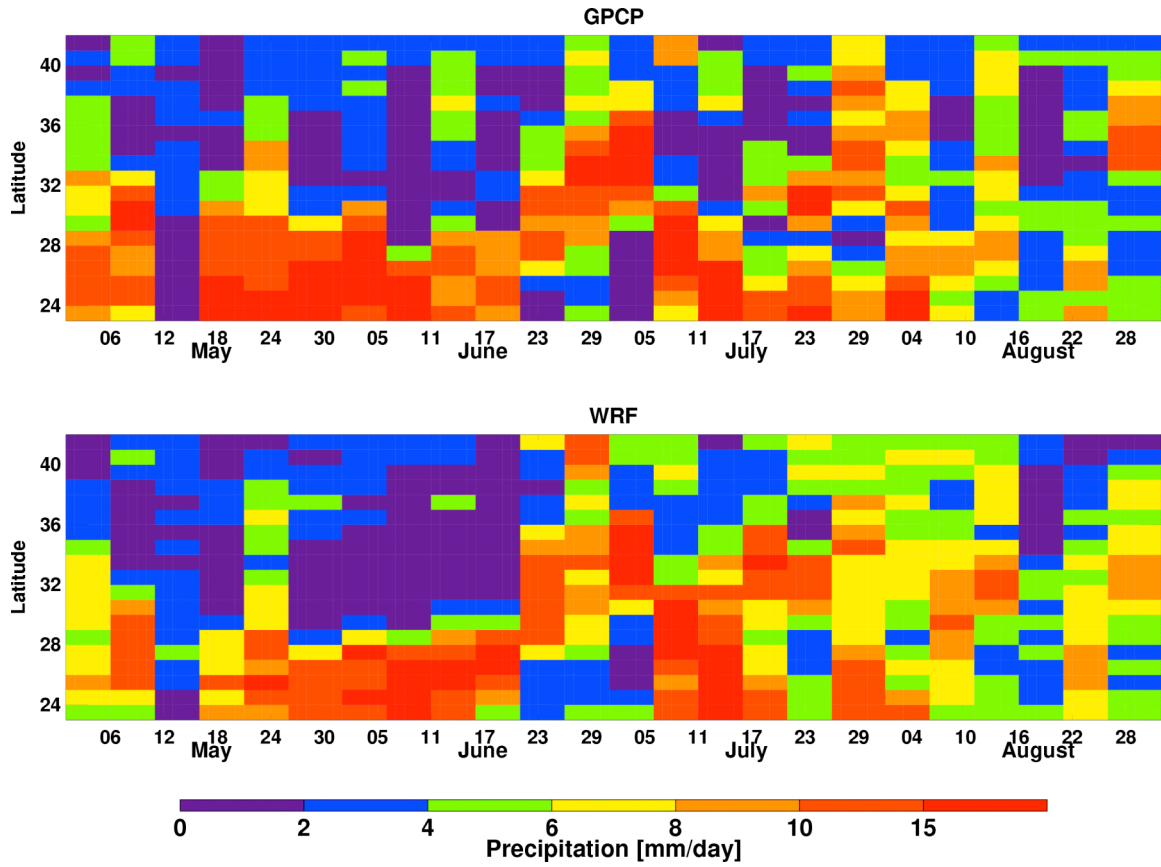 GPCP
40
36
32
28
24
Latitude
06 12 18 24 30 05 11 17 23 29 05 11 17 23 29 04 10 16 22 28
May June July August
WRF
40
36
32
28
24
Latitude
06 12 18 24 30 05 11 17 23 29 05 11 17 23 29 04 10 16 22 28
May June July August
0 2 4 6 8 10 15
Precipitation [mm/day]